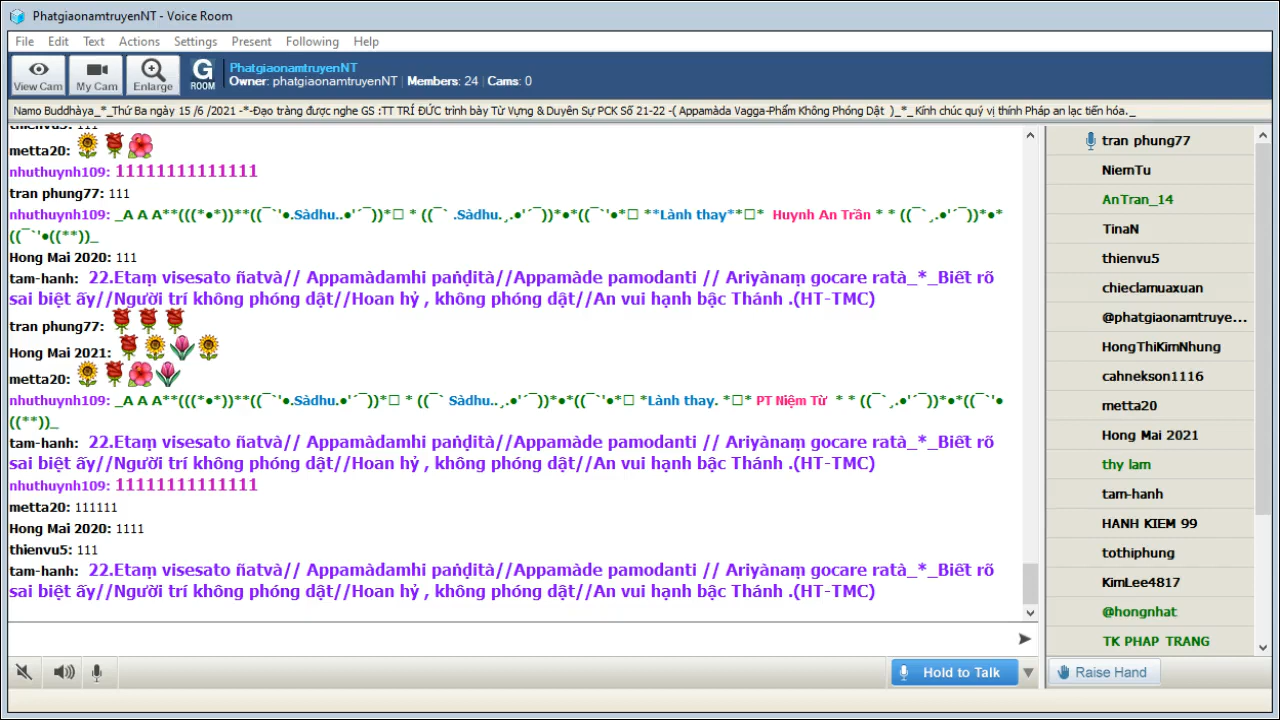 PhatgiaonamtruyenNT - Voice Room
File Edit Text Actions Settings Present Following Help
View Cam My Cam Enlarge G ROOM
PhatgiaonamtruyenNT
Owner: phatgiaonamtruyenNT | Members: 24 | Cams: 0
Namo Buddhàya_*_Thứ Ba ngày 15 /6 /2021 -*-Đạo tràng được nghe GS :TT TRÍ ĐỨC trình bày Từ Vựng & Duyên Sự PCK Số 21-22 -( Appamàda Vagga-Phẩm Không Phóng Dật )_*_ Kính chúc quý vị thính Pháp an lạc tiến hóa._
thienvu5: 111
metta20:
nhuthuynh109: 11111111111111
tran phung77: 111
nhuthuynh109: _A A A**(((*●*))**((¯`'●.Sàdhu..●'´¯))*□ * ((¯` .Sàdhu.¸.●'´¯))*●*((¯`'●*□ **Lành thay**□* Huynh An Trần * * ((¯`¸.●'´¯))*●*
((¯`'●((**))_
Hong Mai 2020: 111
tam-hanh: 22.Etaṃ visesato ñatvà// Appamàdamhi paṅḍità//Appamàde pamodanti // Ariyànaṃ gocare ratà_*_Biết rõ
sai biệt ấy//Người trí không phóng dật//Hoan hỷ , không phóng dật//An vui hạnh bậc Thánh .(HT-TMC)
tran phung77:
Hong Mai 2021:
metta20:
nhuthuynh109: _A A A**(((*●*))**((¯`'●.Sàdhu.●'´¯))*□ * ((¯` Sàdhu..¸.●'´¯))*●*((¯`'●*□ *Lành thay. *□* PT Niệm Từ * * ((¯`¸.●'´¯))*●*((¯`'●
((**))_
tam-hanh: 22.Etaṃ visesato ñatvà// Appamàdamhi paṅḍità//Appamàde pamodanti // Ariyànaṃ gocare ratà_*_Biết rõ
sai biệt ấy//Người trí không phóng dật//Hoan hỷ , không phóng dật//An vui hạnh bậc Thánh .(HT-TMC)
nhuthuynh109: 11111111111111
metta20: 111111
Hong Mai 2020: 1111
thienvu5: 111
tam-hanh: 22.Etaṃ visesato ñatvà// Appamàdamhi paṅḍità//Appamàde pamodanti // Ariyànaṃ gocare ratà_*_Biết rõ
sai biệt ấy//Người trí không phóng dật//Hoan hỷ , không phóng dật//An vui hạnh bậc Thánh .(HT-TMC)
Hold to Talk
tran phung77
NiemTu
AnTran_14
TinaN
thienvu5
chieclamuaxuan
@phatgiaonamtruye...
HongThiKimNhung
cahnekson1116
metta20
Hong Mai 2021
thy lam
tam-hanh
HANH KIEM 99
tothiphung
KimLee4817
@hongnhat
TK PHAP TRANG
Raise Hand